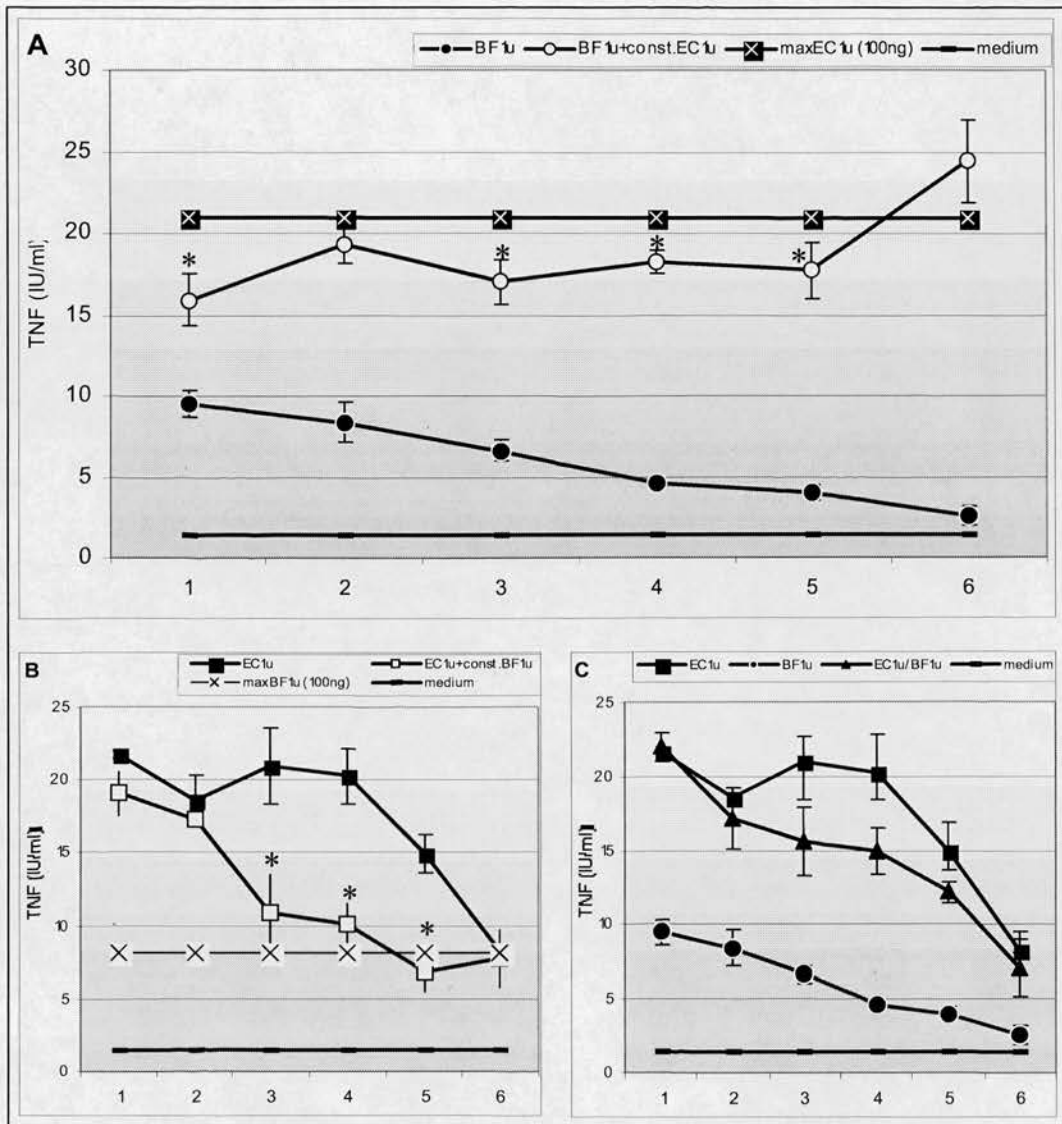 A
BF1u BF1u+const.EC1u maxEC1u (100ng) medium
30
25
20
15
10
5
0
TNF (IU/ml)
* * * *
1 2 3 4 5 6
B
EC1u EC1u+const.BF1u
maxBF1u (100ng) medium
25
20
15
10
5
0
TNF (IU/ml)
* * *
1 2 3 4 5 6
C
EC1u BF1u EC1u/BF1u medium
25
20
15
10
5
0
TNF (IU/ml)
1 2 3 4 5 6